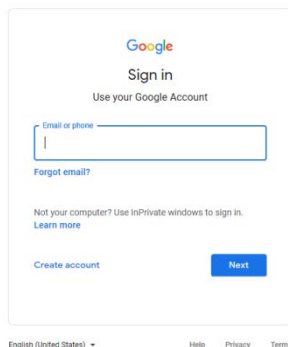 Google
Sign in
Use your Google Account
Email or phone
Forgot email?
Not your computer? Use InPrivate windows to sign in.
Learn more
Create account Next
English (United States) Help Privacy Term